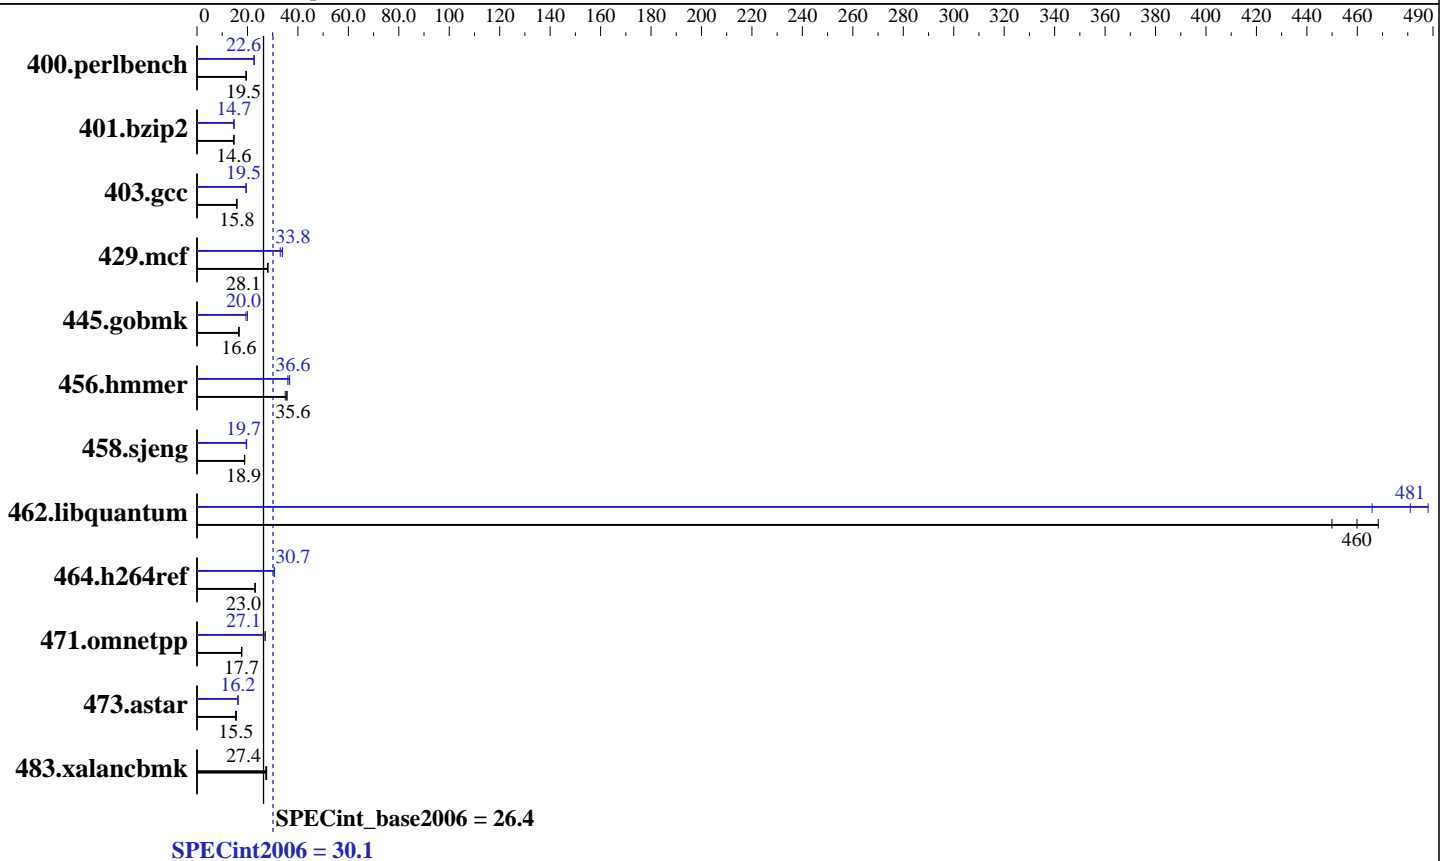 0 20.0 40.0 60.0 80.0 100 120 140 160 180 200 220 240 260 280 300 320 340 360 380 400 420 440 460 490
22.6
400.perlbench
19.5
14.7
401.bzip2
14.6
19.5
403.gcc
15.8
33.8
429.mcf
28.1
20.0
445.gobmk
16.6
36.6
456.hmmer
35.6
19.7
458.sjeng
18.9
481
462.libquantum
460
30.7
464.h264ref
23.0
27.1
471.omnetpp
17.7
16.2
473.astar
15.5
27.4
483.xalancbmk
SPECint_base2006 = 26.4
SPECint2006 = 30.1